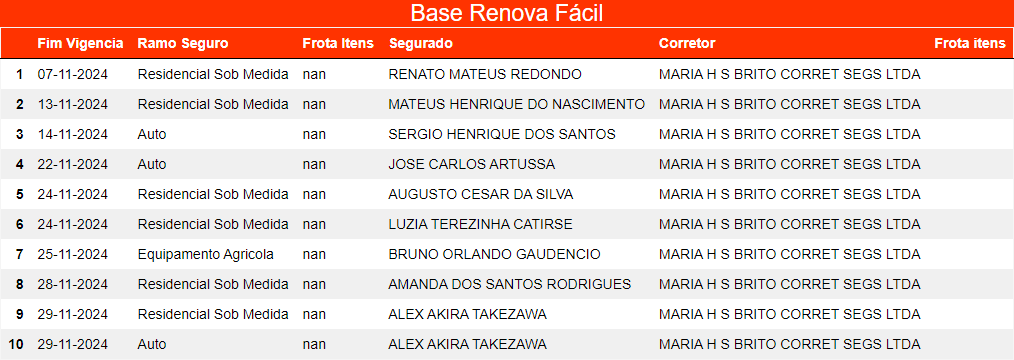 Base Renova Fácil
Fim Vigencia Ramo Seguro Frota Itens Segurado Corretor Frota itens
1 07-11-2024 Residencial Sob Medida nan RENATO MATEUS REDONDO MARIA H S BRITO CORRET SEGS LTDA
2 13-11-2024 Residencial Sob Medida nan MATEUS HENRIQUE DO NASCIMENTO MARIA H S BRITO CORRET SEGS LTDA
3 14-11-2024 Auto nan SERGIO HENRIQUE DOS SANTOS MARIA H S BRITO CORRET SEGS LTDA
4 22-11-2024 Auto nan JOSE CARLOS ARTUSSA MARIA H S BRITO CORRET SEGS LTDA
5 24-11-2024 Residencial Sob Medida nan AUGUSTO CESAR DA SILVA MARIA H S BRITO CORRET SEGS LTDA
6 24-11-2024 Residencial Sob Medida nan LUZIA TEREZINHA CATIRSE MARIA H S BRITO CORRET SEGS LTDA
7 25-11-2024 Equipamento Agricola nan BRUNO ORLANDO GAUDENCIO MARIA H S BRITO CORRET SEGS LTDA
8 28-11-2024 Residencial Sob Medida nan AMANDA DOS SANTOS RODRIGUES MARIA H S BRITO CORRET SEGS LTDA
9 29-11-2024 Residencial Sob Medida nan ALEX AKIRA TAKEZAWA MARIA H S BRITO CORRET SEGS LTDA
10 29-11-2024 Auto nan ALEX AKIRA TAKEZAWA MARIA H S BRITO CORRET SEGS LTDA